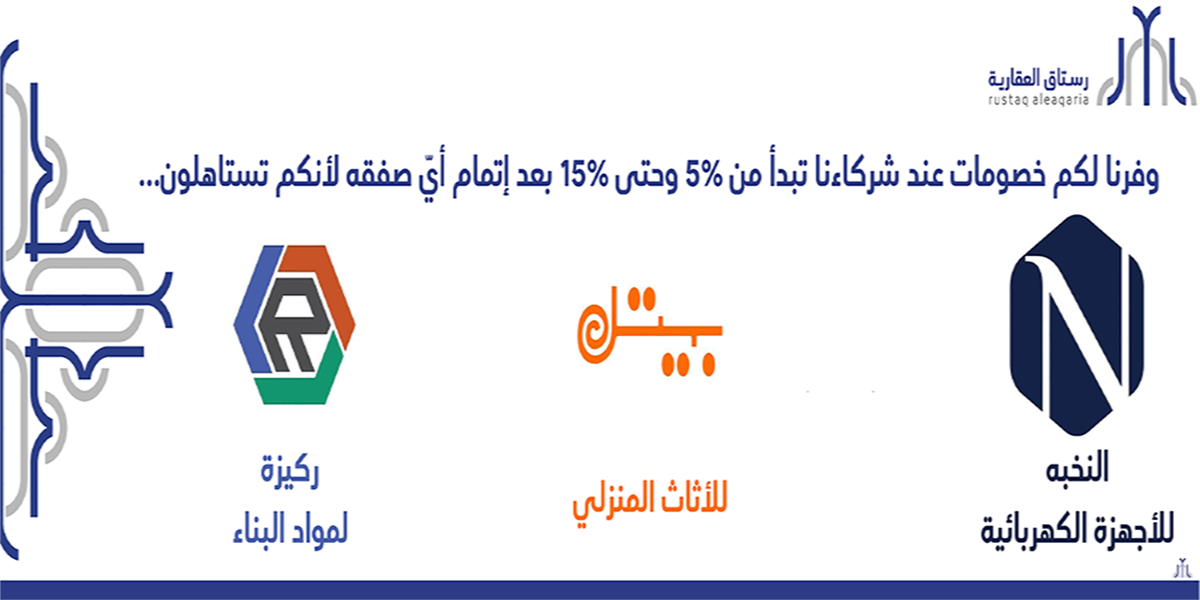 رستاق العقارية
rustaq aleaqaria
وفرنا لكم خصومات عند شركاءنا تبدأ من 5% وحتى 15% بعد إتمام أيّ صفقه لأنكم تستاهلون...
N
النخبه
للأجهزة الكهربائية
بيتك
للأثاث المنزلي
R
ركيزة
لمواد البناء